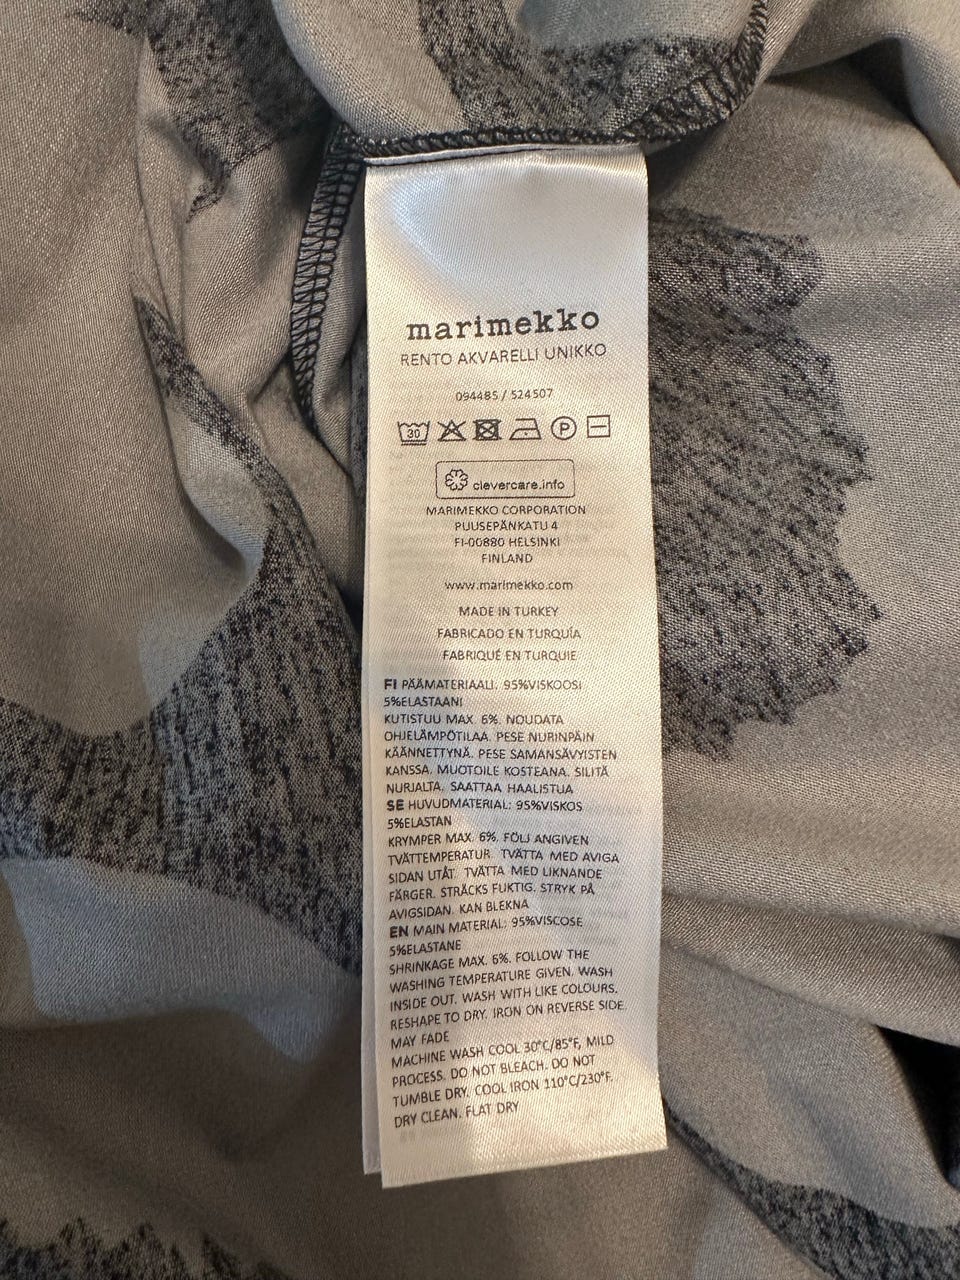 marimekko
RENTO AKVARELLI UNIKKO
094485 / 524507
30 P
clevercare.info
MARIMEKKO CORPORATION
PUUSEPÄNKATU 4
FI-00880 HELSINKI
FINLAND
www.marimekko.com
MADE IN TURKEY
FABRICADO EN TURQUÍA
FABRIQUÉ EN TURQUIE
FI PÄÄMATERIAALI: 95%VISKOOSI
5%ELASTAANI
KUTISTUU MAX. 6%. NOUDATA
OHJELÄMPÖTILAA. PESE NURINPÄIN
KÄÄNNETTYNÄ. PESE SAMANSÄVYISTEN
KANSSA. MUOTOILE KOSTEANA. SILITÄ
NURJALTA. SAATTAA HAALISTUA
SE HUVUDMATERIAL: 95%VISKOS
5%ELASTAN
KRYMPER MAX. 6%. FÖLJ ANGIVEN
TVÄTTEMPERATUR. TVÄTTA MED AVIGA
SIDAN UTÅT. TVÄTTA MED LIKNANDE
FÄRGER. STRÄCKS FUKTIG. STRYK PÅ
AVIGSIDAN. KAN BLEKNA
EN MAIN MATERIAL: 95%VISCOSE
5%ELASTANE
SHRINKAGE MAX. 6%. FOLLOW THE
WASHING TEMPERATURE GIVEN. WASH
INSIDE OUT. WASH WITH LIKE COLOURS.
RESHAPE TO DRY. IRON ON REVERSE SIDE.
MAY FADE
MACHINE WASH COOL 30°C/85°F, MILD
PROCESS. DO NOT BLEACH. DO NOT
TUMBLE DRY. COOL IRON 110°C/230°F.
DRY CLEAN. FLAT DRY